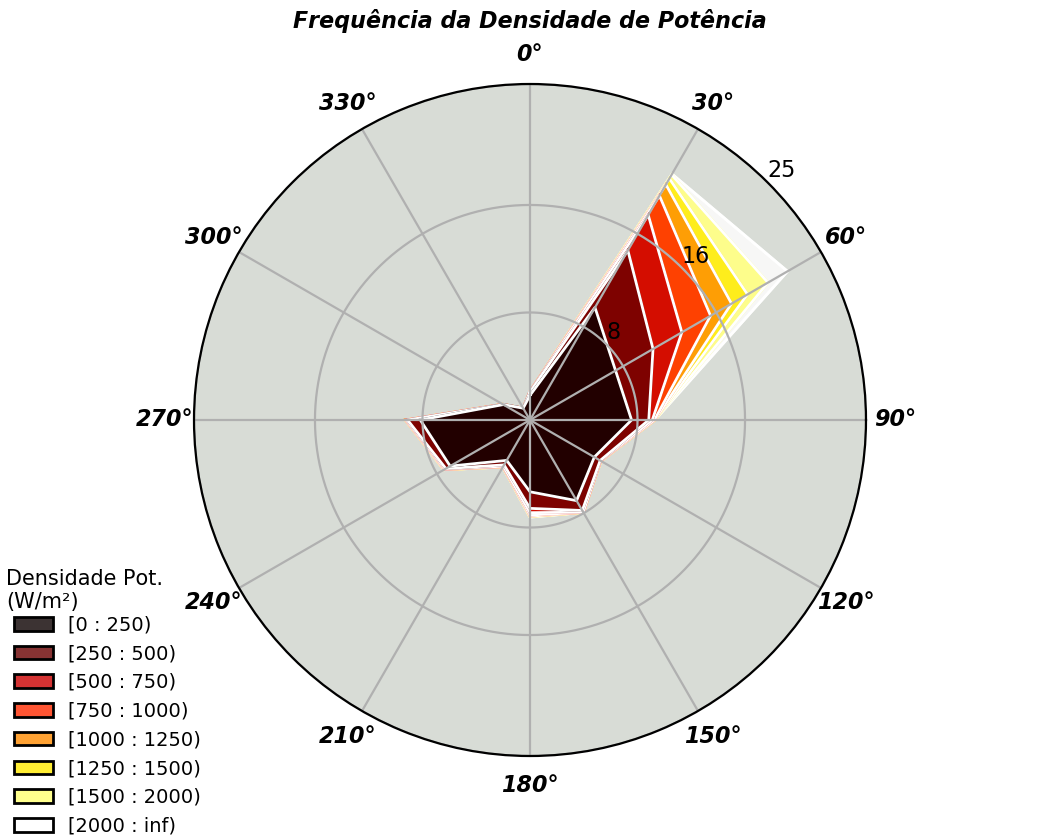 Frequência da Densidade de Potência
0°
330°
30°
25
300°
60°
16
8
270°
90°
240°
120°
210°
150°
180°
Densidade Pot.
(W/m²)
[0 : 250)
[250 : 500)
[500 : 750)
[750 : 1000)
[1000 : 1250)
[1250 : 1500)
[1500 : 2000)
[2000 : inf)